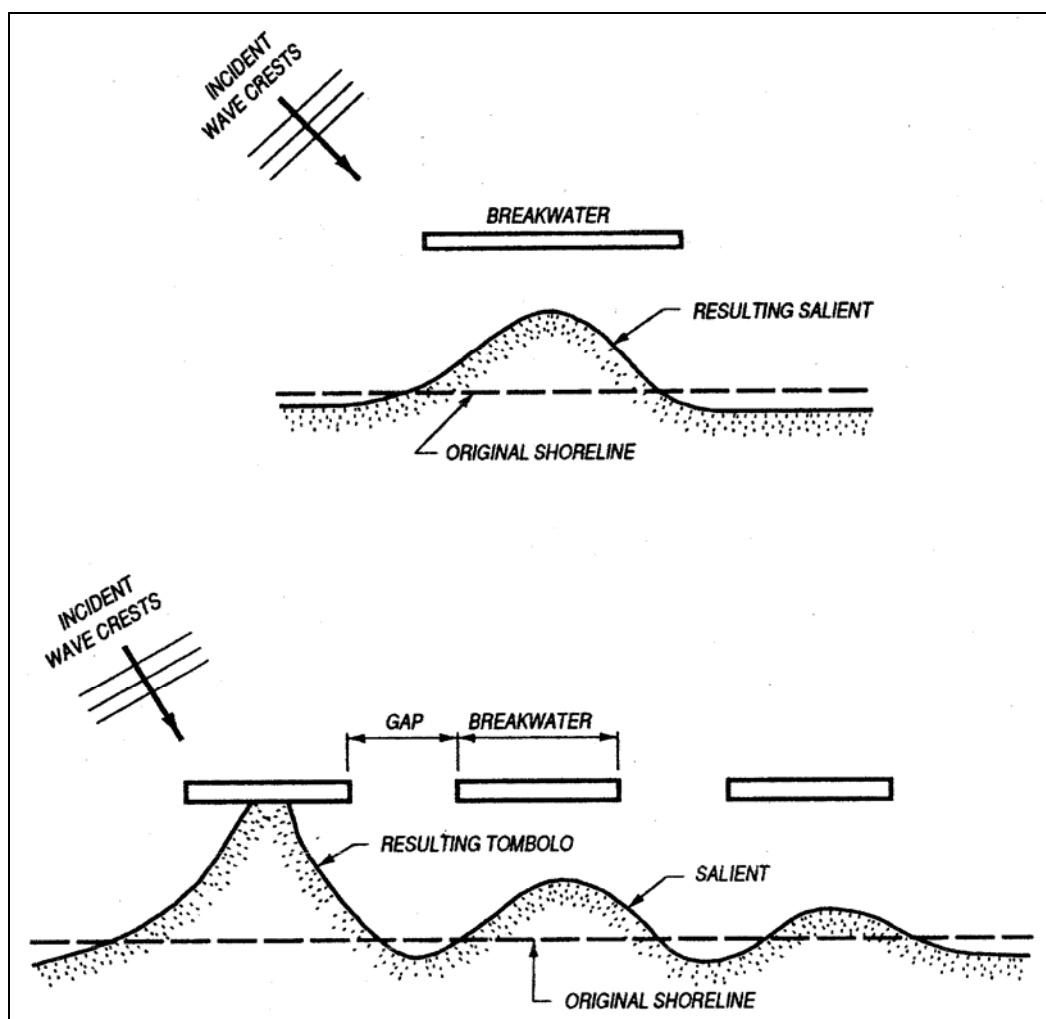 INCIDENT
WAVE CRESTS
BREAKWATER
RESULTING SALIENT
ORIGINAL SHORELINE
INCIDENT
WAVE CRESTS
GAP
BREAKWATER
RESULTING TOMBOLO
SALIENT
ORIGINAL SHORELINE